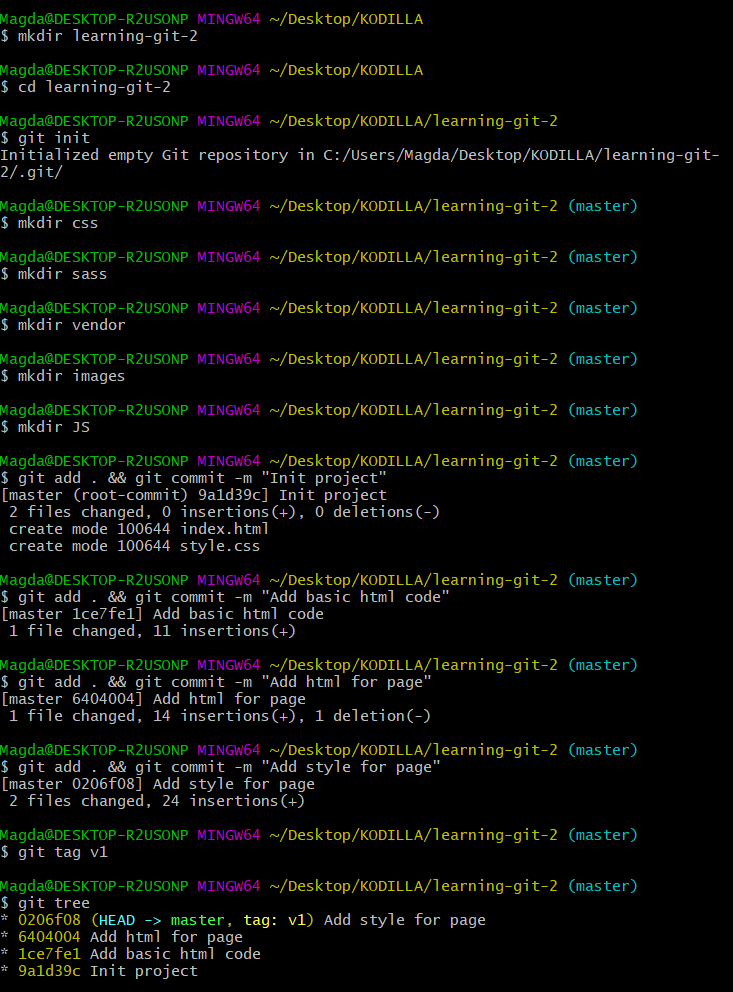 Magda@DESKTOP-R2USONP MINGW64 ~/Desktop/KODILLA
$ mkdir learning-git-2
Magda@DESKTOP-R2USONP MINGW64 ~/Desktop/KODILLA
$ cd learning-git-2
Magda@DESKTOP-R2USONP MINGW64 ~/Desktop/KODILLA/learning-git-2
$ git init
Initialized empty Git repository in C:/Users/Magda/Desktop/KODILLA/learning-git-
2/.git/
Magda@DESKTOP-R2USONP MINGW64 ~/Desktop/KODILLA/learning-git-2 (master)
$ mkdir css
Magda@DESKTOP-R2USONP MINGW64 ~/Desktop/KODILLA/learning-git-2 (master)
$ mkdir sass
Magda@DESKTOP-R2USONP MINGW64 ~/Desktop/KODILLA/learning-git-2 (master)
$ mkdir vendor
Magda@DESKTOP-R2USONP MINGW64 ~/Desktop/KODILLA/learning-git-2 (master)
$ mkdir images
Magda@DESKTOP-R2USONP MINGW64 ~/Desktop/KODILLA/learning-git-2 (master)
$ mkdir JS
Magda@DESKTOP-R2USONP MINGW64 ~/Desktop/KODILLA/learning-git-2 (master)
$ git add . && git commit -m "Init project"
[master (root-commit) 9a1d39c] Init project
 2 files changed, 0 insertions(+), 0 deletions(-)
 create mode 100644 index.html
 create mode 100644 style.css
Magda@DESKTOP-R2USONP MINGW64 ~/Desktop/KODILLA/learning-git-2 (master)
$ git add . && git commit -m "Add basic html code"
[master 1ce7fe1] Add basic html code
 1 file changed, 11 insertions(+)
Magda@DESKTOP-R2USONP MINGW64 ~/Desktop/KODILLA/learning-git-2 (master)
$ git add . && git commit -m "Add html for page"
[master 6404004] Add html for page
 1 file changed, 14 insertions(+), 1 deletion(-)
Magda@DESKTOP-R2USONP MINGW64 ~/Desktop/KODILLA/learning-git-2 (master)
$ git add . && git commit -m "Add style for page"
[master 0206f08] Add style for page
 2 files changed, 24 insertions(+)
Magda@DESKTOP-R2USONP MINGW64 ~/Desktop/KODILLA/learning-git-2 (master)
$ git tag v1
Magda@DESKTOP-R2USONP MINGW64 ~/Desktop/KODILLA/learning-git-2 (master)
$ git tree
* 0206f08 (HEAD -> master, tag: v1) Add style for page
* 6404004 Add html for page
* 1ce7fe1 Add basic html code
* 9a1d39c Init project